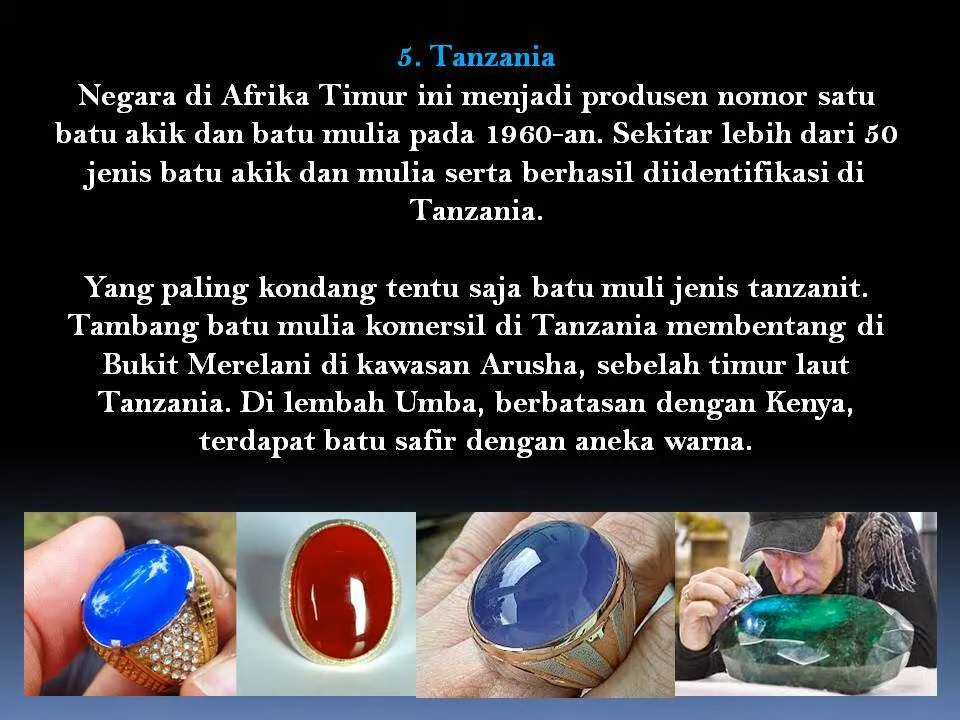 5. Tanzania
Negara di Afrika Timur ini menjadi produsen nomor satu
batu akik dan batu mulia pada 1960-an. Sekitar lebih dari 50
jenis batu akik dan mulia serta berhasil diidentifikasi di
Tanzania.
Yang paling kondang tentu saja batu muli jenis tanzanit.
Tambang batu mulia komersil di Tanzania membentang di
Bukit Merelani di kawasan Arusha, sebelah timur laut
Tanzania. Di lembah Umba, berbatasan dengan Kenya,
terdapat batu safir dengan aneka warna.